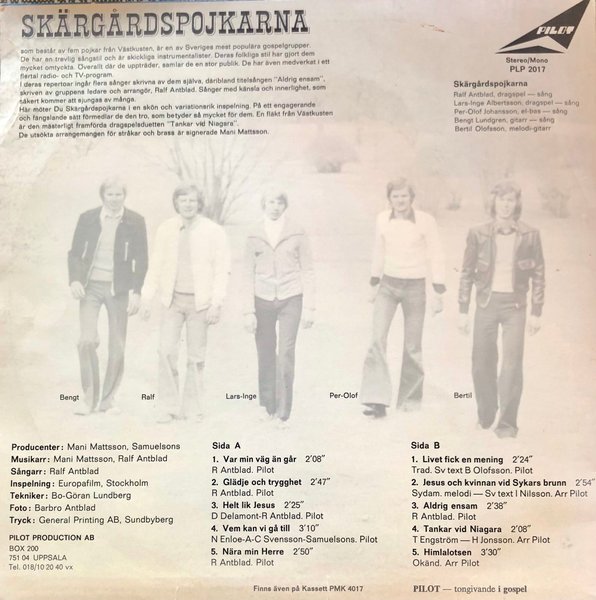 SKÄRGÅRDSPOJKARNA
som består av fem pojkar från Västkusten, är en av Sveriges mest populära gospelgrupper.
De har en trevlig sångstil och är skickliga instrumentalister. Deras folkliga stil har gjort dem
mycket omtyckta. Överallt där de uppträder, samlar de en stor publik. De har även medverkat i ett
flertal radio- och TV-program.
I deras repertoar ingår flera sånger skrivna av dem själva, däribland titelsången "Aldrig ensam",
skriven av gruppens ledare och arrangör, Ralf Antblad. Sånger med känsla och innerlighet, som
säkert kommer att sjungas av många.
Här möter Du Skärgårdspojkarna i en skön och variationsrik inspelning. På ett engagerande
och fängslande sätt förmedlar de den tro, som betyder så mycket för dem. En fläkt från Västkusten
är den mästerligt framförda dragspelsduetten "Tankar vid Niagara".
De utsökta arrangemangen för stråkar och brass är signerade Mani Mattsson.
PILOT
Stereo/Mono
PLP 2017
Skärgårdspojkarna
Ralf Antblad, dragspel — sång
Lars-Inge Albertsson, dragspel — sång
Per-Olof Johansson, el-bas — sång
Bengt Lundgren, gitarr — sång
Bertil Olofsson, melodi-gitarr
Bengt
Ralf
Lars-Inge
Per-Olof
Bertil
Producenter: Mani Mattsson, Samuelsons
Musikarr: Mani Mattsson, Ralf Antblad
Sångarr: Ralf Antblad
Inspelning: Europafilm, Stockholm
Tekniker: Bo-Göran Lundberg
Foto: Barbro Antblad
Tryck: General Printing AB, Sundbyberg
PILOT PRODUCTION AB
BOX 200
751 04 UPPSALA
Tel. 018/10 20 40 vx
Sida A
1. Var min väg än går 2'08"
R Antblad. Pilot
2. Glädje och trygghet 2'47"
R Antblad. Pilot
3. Helt lik Jesus 2'25"
D Delamont-R Antblad. Pilot
4. Vem kan vi gå till 3'10"
N Enloe-A-C Svensson-Samuelsons. Pilot
5. Nära min Herre 2'50"
R Antblad. Pilot
Sida B
1. Livet fick en mening 2'24"
Trad. Sv text B Olofsson. Pilot
2. Jesus och kvinnan vid Sykars brunn 2'54"
Sydam. melodi — Sv text I Nilsson. Arr Pilot
3. Aldrig ensam 2'38"
R Antblad. Pilot
4. Tankar vid Niagara 2'08"
T Engström — H Jonsson. Arr Pilot
5. Himlalotsen 3'30"
Okänd. Arr Pilot
Finns även på Kassett PMK 4017
PILOT — tongivande i gospel